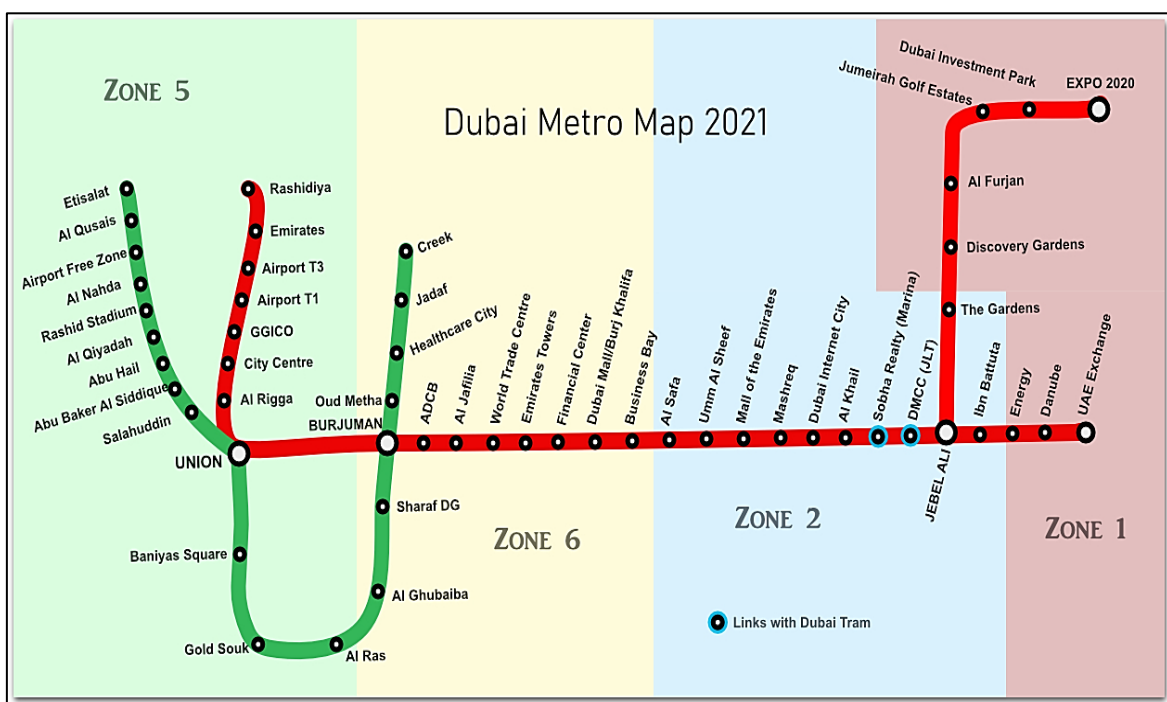 Zone 5
Dubai Metro Map 2021
Dubai Investment Park
Jumeirah Golf Estates
EXPO 2020
Etisalat
Al Qusais
Airport Free Zone
Al Nahda
Rashid Stadium
Al Qiyadah
Abu Hail
Abu Baker Al Siddique
Salahuddin
UNION
Rashidiya
Emirates
Airport T3
Airport T1
GGICO
City Centre
Al Rigga
Creek
Jadaf
Healthcare City
Oud Metha
BURJUMAN
ADCB
Al Jafilia
World Trade Centre
Emirates Towers
Financial Center
Dubai Mall/Burj Khalifa
Business Bay
Al Safa
Umm Al Sheef
Mall of the Emirates
Mashreq
Dubai Internet City
Al Khail
Sobha Realty (Marina)
DMCC (JLT)
JEBEL ALI
Al Furjan
Discovery Gardens
The Gardens
Ibn Battuta
Energy
Danube
UAE Exchange
Sharaf DG
Baniyas Square
Al Ghubaiba
Gold Souk
Al Ras
Zone 6
Zone 2
Zone 1
Links with Dubai Tram